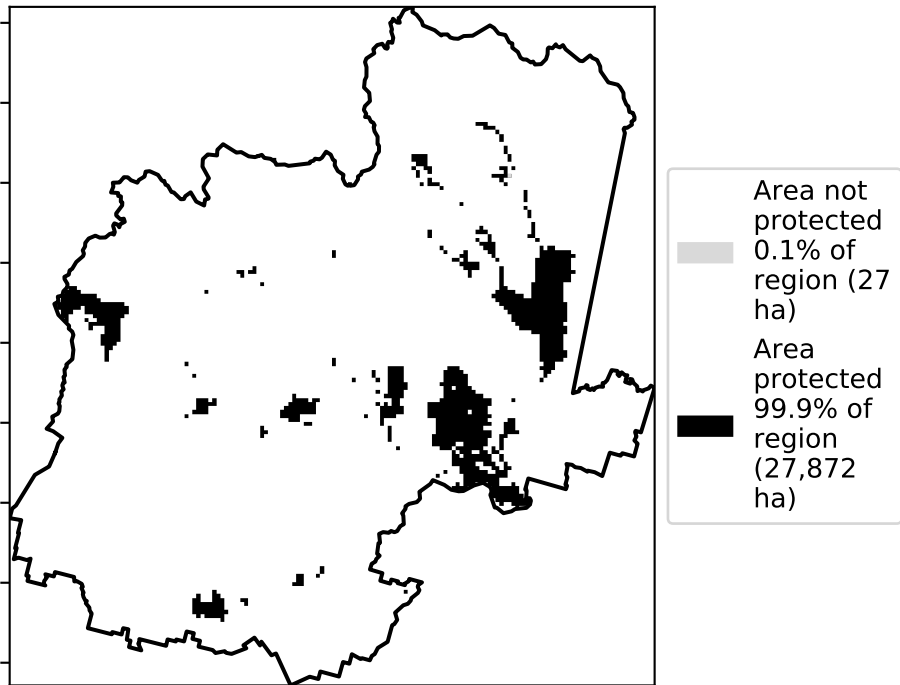 Area not
protected
0.1% of
region (27
ha)
Area
protected
99.9% of
region
(27,872
ha)